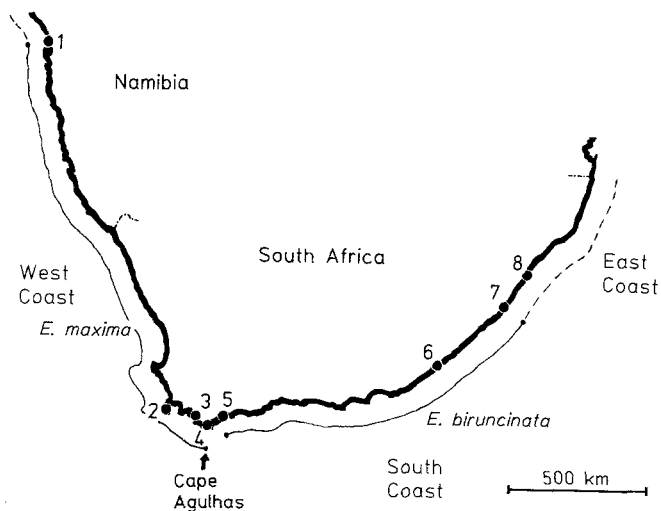 1
Namibia
South Africa
West
Coast
E. maxima
East
Coast
8
7
6
2
3
5
4
E. biruncinata
Cape
Agulhas
South
Coast
500 km